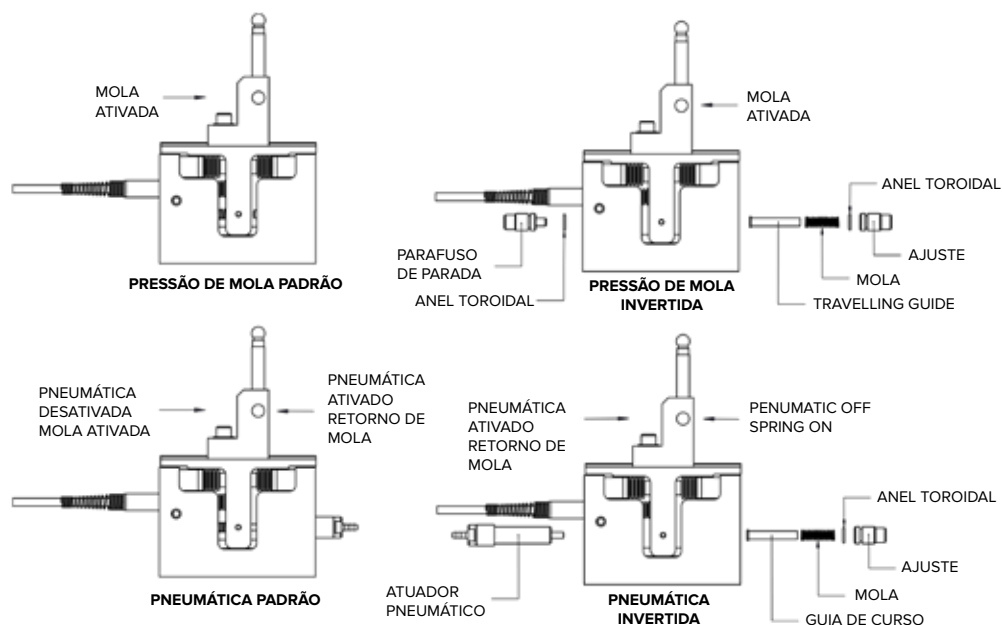 MOLA
ATIVADA
PRESSÃO DE MOLA PADRÃO
MOLA
ATIVADA
ANEL TOROIDAL
PARAFUSO
DE PARADA
AJUSTE
MOLA
ANEL TOROIDAL
PRESSÃO DE MOLA
INVERTIDA
TRAVELLING GUIDE
PNEUMÁTICA
DESATIVADA
MOLA ATIVADA
PNEUMÁTICA
ATIVADO
RETORNO DE
MOLA
PNEUMÁTICA PADRÃO
PNEUMÁTICA
ATIVADO
RETORNO DE
MOLA
PENUMATIC OFF
SPRING ON
ANEL TOROIDAL
AJUSTE
ATUADOR
PNEUMÁTICO
MOLA
PNEUMÁTICA
INVERTIDA
GUIA DE CURSO